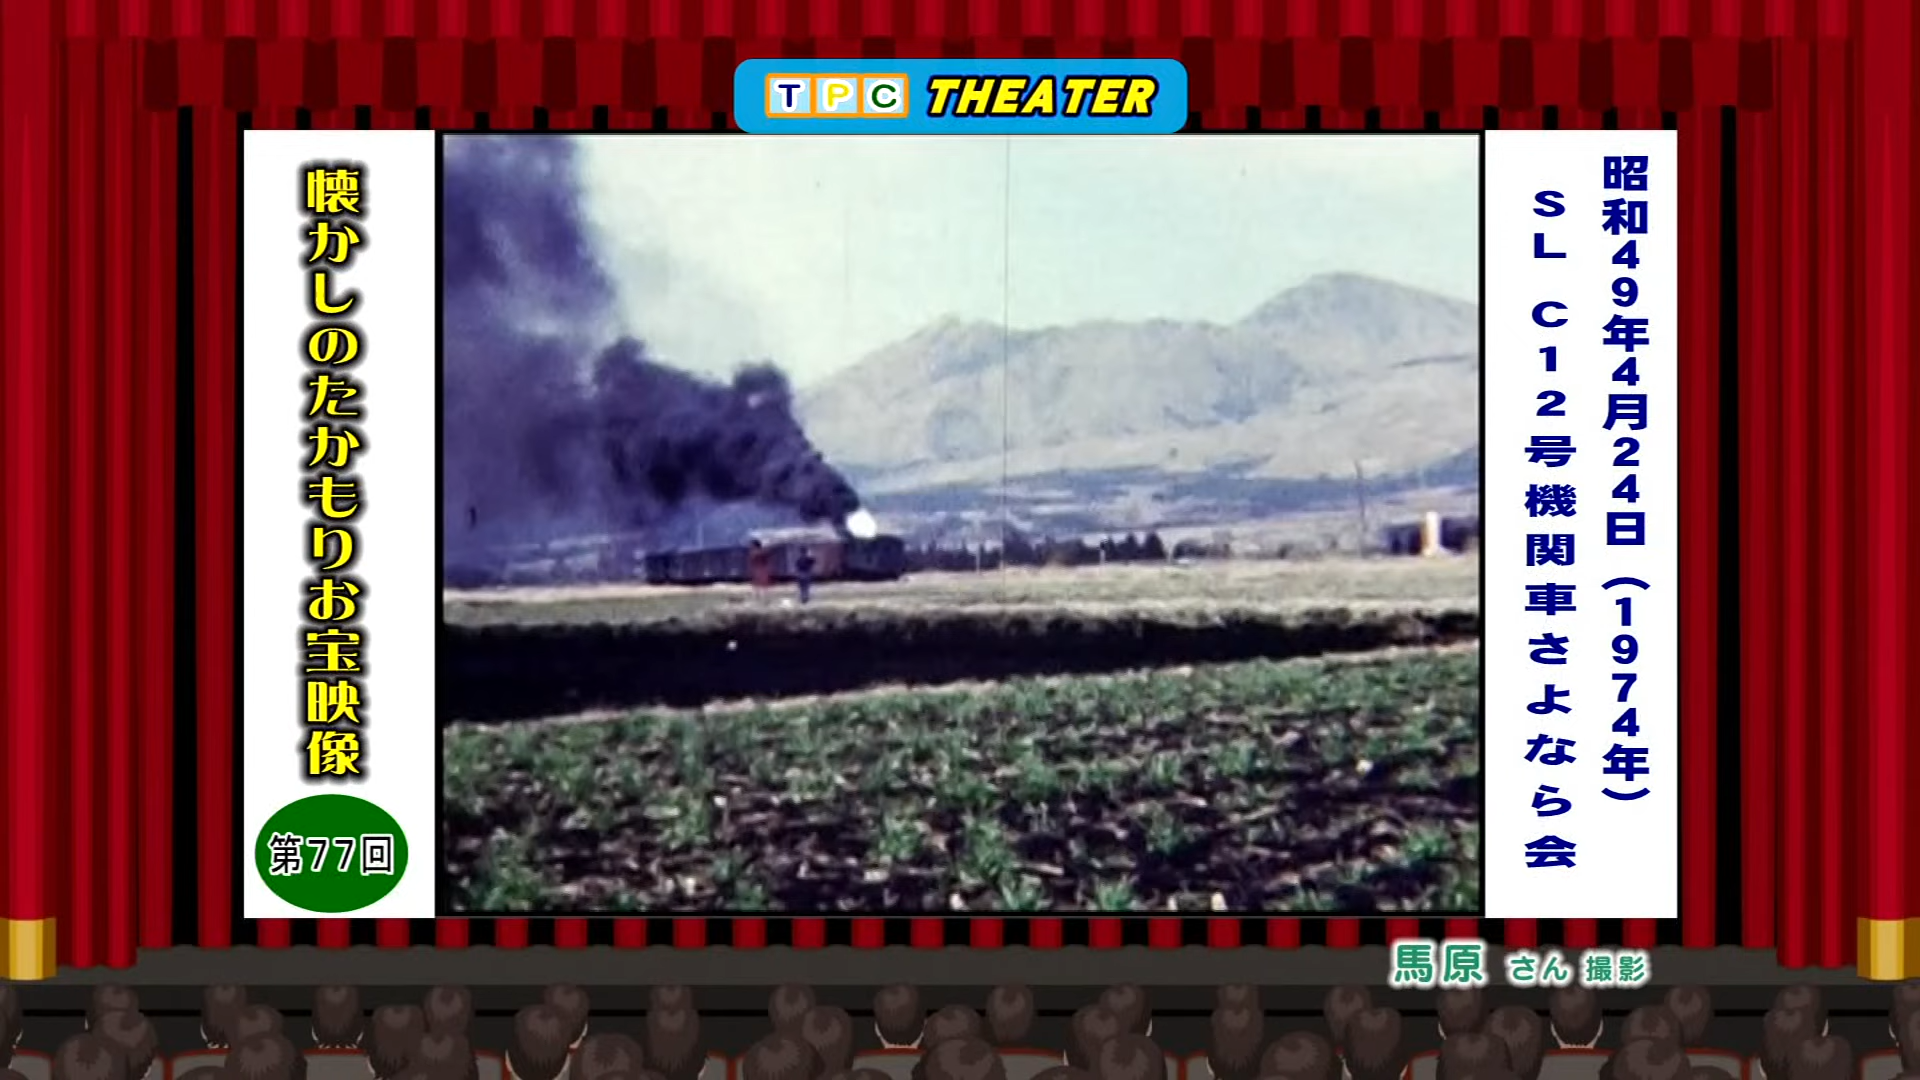 TPC THEATER
懐かしのたかもりお宝映像
第77回
昭和49年4月24日(1974年)
SL C12号機関車さよなら会
馬原 さん 撮影